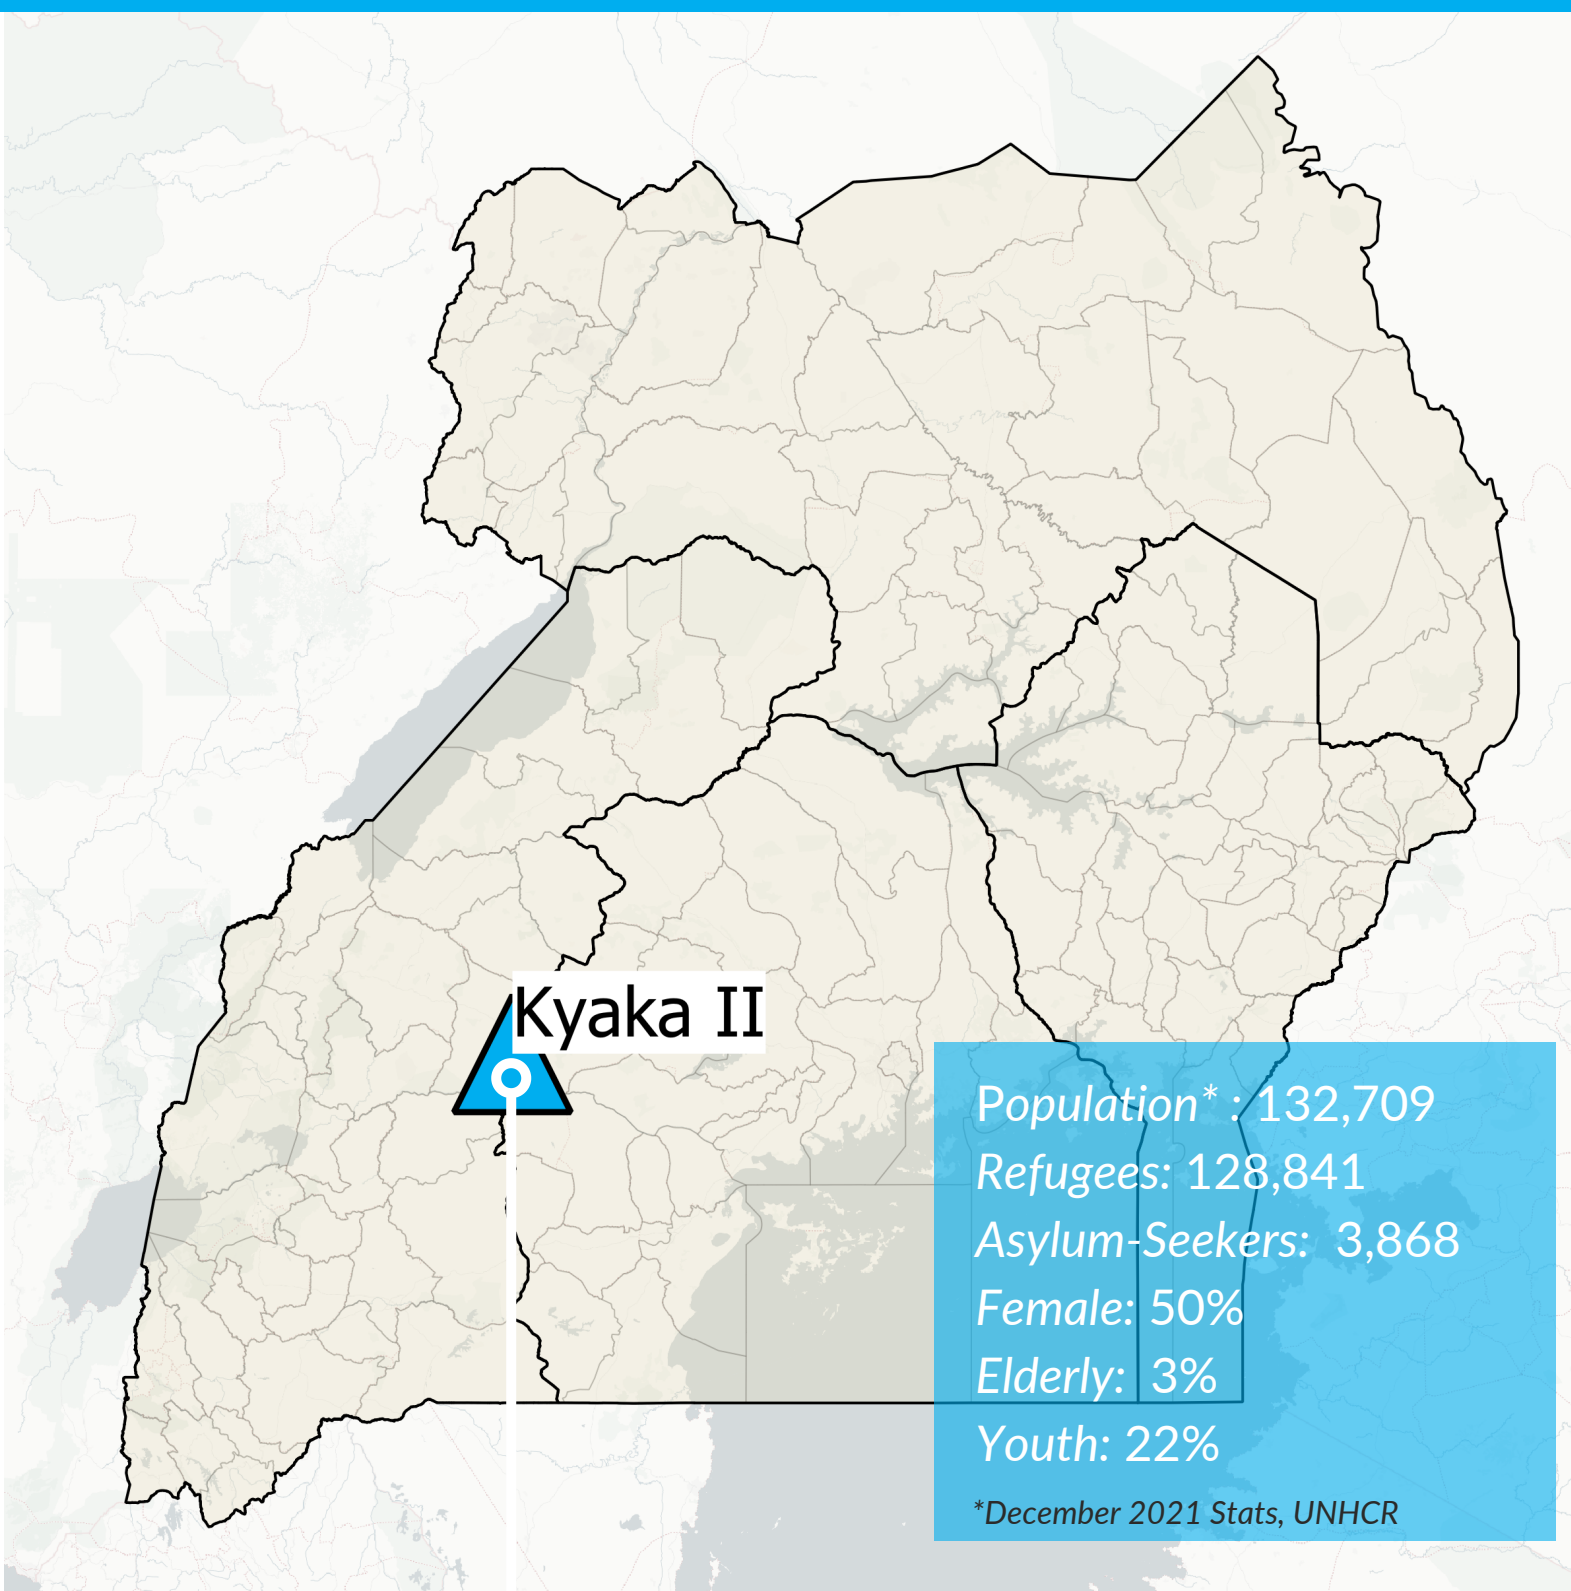 Kyaka II
Population* : 132,709
Refugees: 128,841
Asylum-Seekers: 3,868
Female: 50%
Elderly: 3%
Youth: 22%
*December 2021 Stats, UNHCR